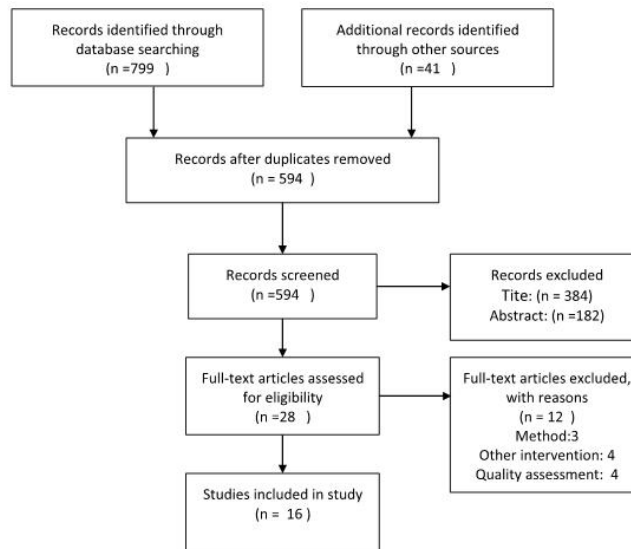 Records identified through
database searching
(n =799 )
Additional records identified
through other sources
(n =41 )
Records after duplicates removed
(n = 594 )
Records screened
(n =594 )
Records excluded
Tite: (n = 384)
Abstract: (n =182)
Full-text articles assessed
for eligibility
(n =28 )
Full-text articles excluded,
with reasons
(n = 12 )
Method:3
Other intervention: 4
Quality assessment: 4
Studies included in study
(n = 16 )